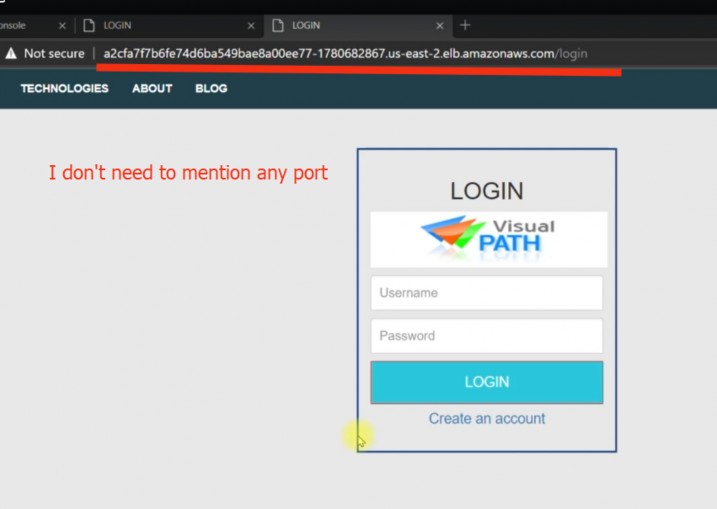 onsole
LOGIN
LOGIN
Not secure
a2cfa7f7b6fe74d6ba549bae8a00ee77-1780682867.us-east-2.elb.amazonaws.com/login
TECHNOLOGIES ABOUT BLOG
I don't need to mention any port
LOGIN
Visual
PATH
Username
Password
LOGIN
Create an account